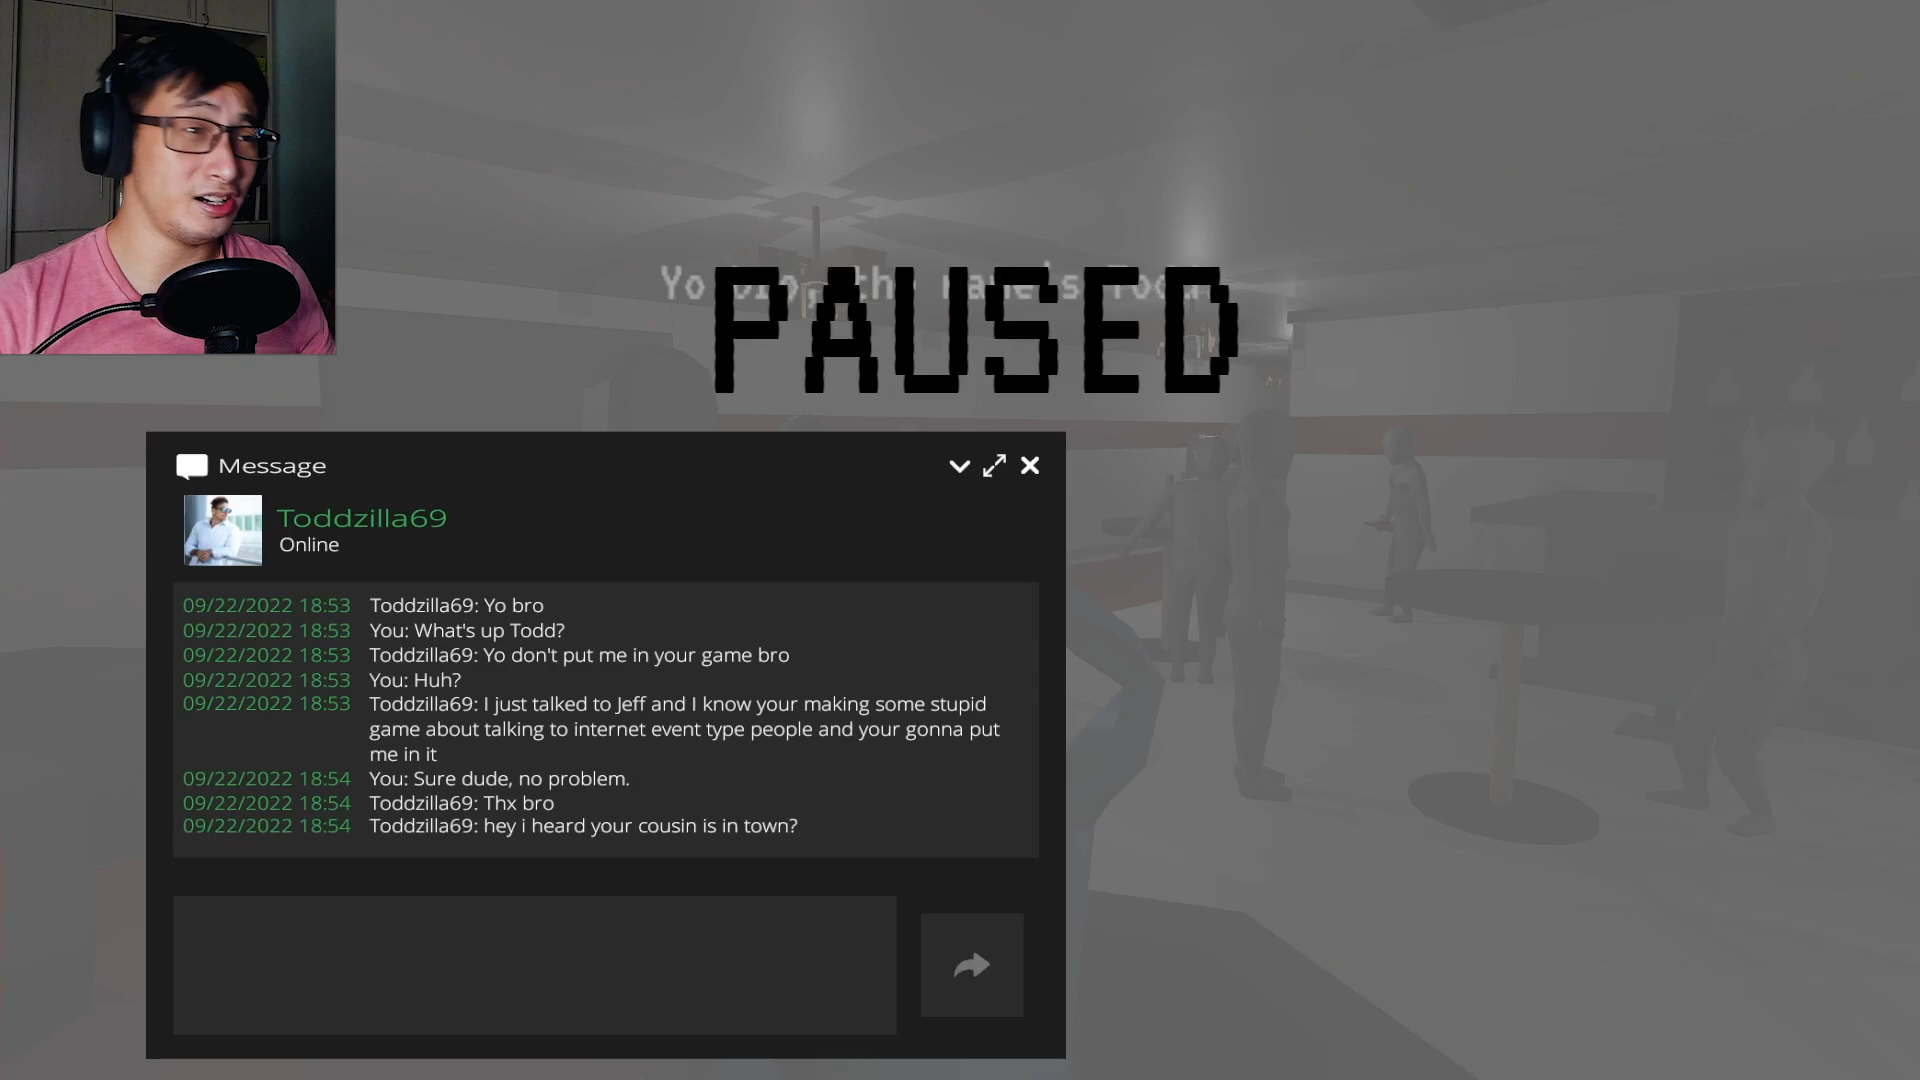 Yo bro, the name's Todd.
PAUSED
Message
Toddzilla69
Online
09/22/2022 18:53 Toddzilla69: Yo bro
09/22/2022 18:53 You: What's up Todd?
09/22/2022 18:53 Toddzilla69: Yo don't put me in your game bro
09/22/2022 18:53 You: Huh?
09/22/2022 18:53 Toddzilla69: I just talked to Jeff and I know your making some stupid
game about talking to internet event type people and your gonna put
me in it
09/22/2022 18:54 You: Sure dude, no problem.
09/22/2022 18:54 Toddzilla69: Thx bro
09/22/2022 18:54 Toddzilla69: hey i heard your cousin is in town?